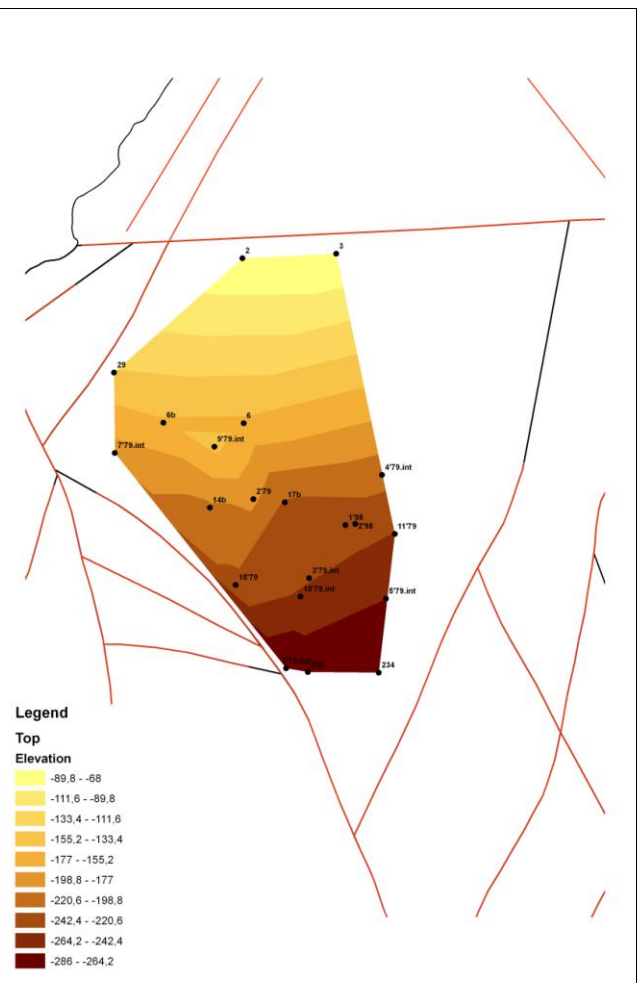 2
3
29
6b
6
7'79.int
9'79.int
4'79.int
14b
2'79
17b
1'98
2'98
11'79
3'79.int
15'79
10'79.int
5'79.int
234
Legend
Top
Elevation
-89,8 - -68
-111,6 - -89,8
-133,4 - -111,6
-155,2 - -133,4
-177 - -155,2
-198,8 - -177
-220,6 - -198,8
-242,4 - -220,6
-264,2 - -242,4
-286 - -264,2